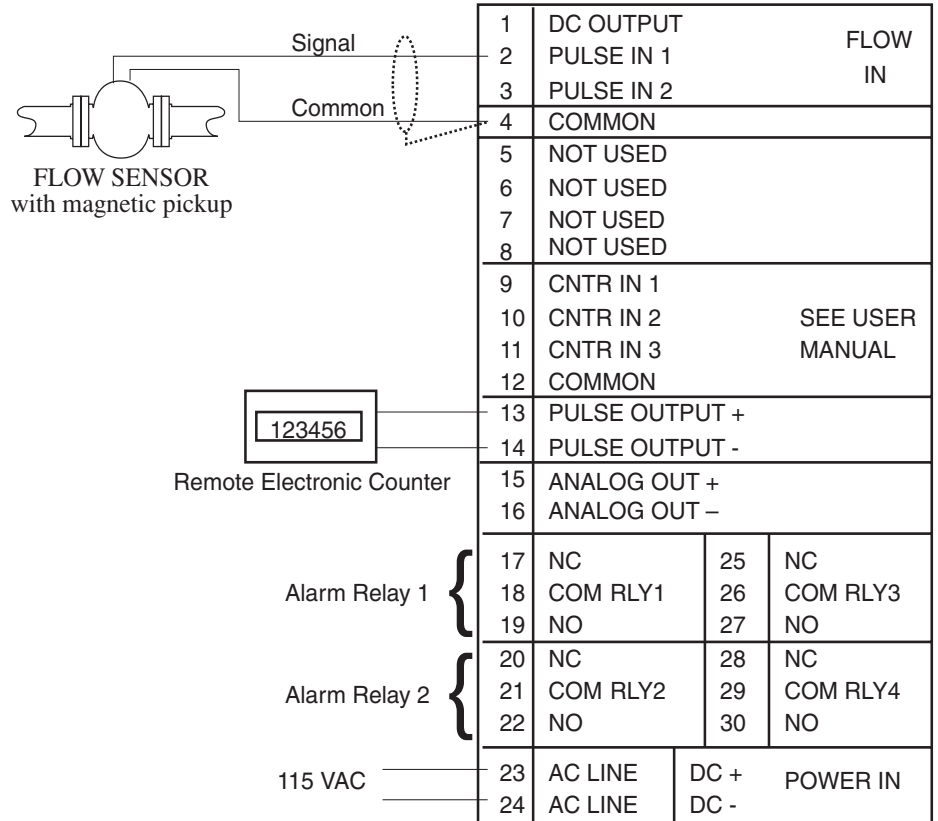 Signal
Common
FLOW SENSOR
with magnetic pickup
1 DC OUTPUT
2 PULSE IN 1
3 PULSE IN 2
FLOW
IN
4 COMMON
5 NOT USED
6 NOT USED
7 NOT USED
8 NOT USED
9 CNTR IN 1
10 CNTR IN 2 SEE USER
11 CNTR IN 3 MANUAL
12 COMMON
123456
Remote Electronic Counter
13 PULSE OUTPUT +
14 PULSE OUTPUT -
15 ANALOG OUT +
16 ANALOG OUT –
Alarm Relay 1 {
17 NC 25 NC
18 COM RLY1 26 COM RLY3
19 NO 27 NO
Alarm Relay 2 {
20 NC 28 NC
21 COM RLY2 29 COM RLY4
22 NO 30 NO
115 VAC
23 AC LINE DC + POWER IN
24 AC LINE DC -